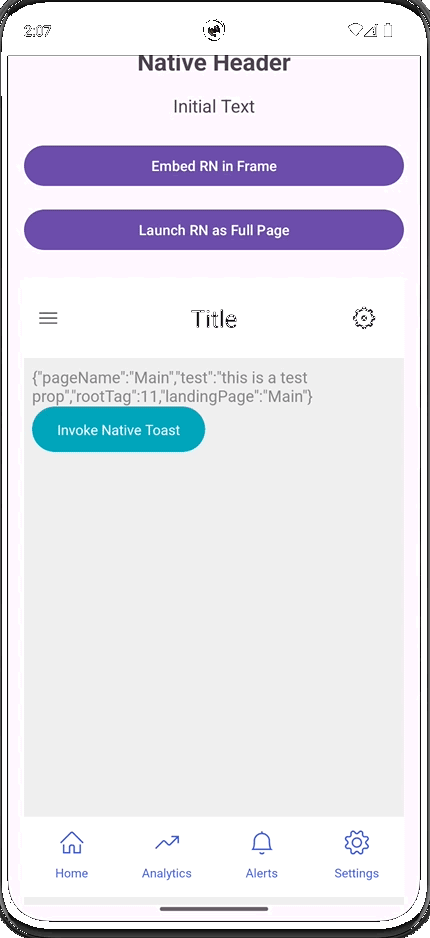 2:07
Native Header
Initial Text
Embed RN in Frame
Launch RN as Full Page
Title
{"pageName":"Main","test":"this is a test
prop","rootTag":11,"landingPage":"Main"}
Invoke Native Toast
Home Analytics Alerts Settings